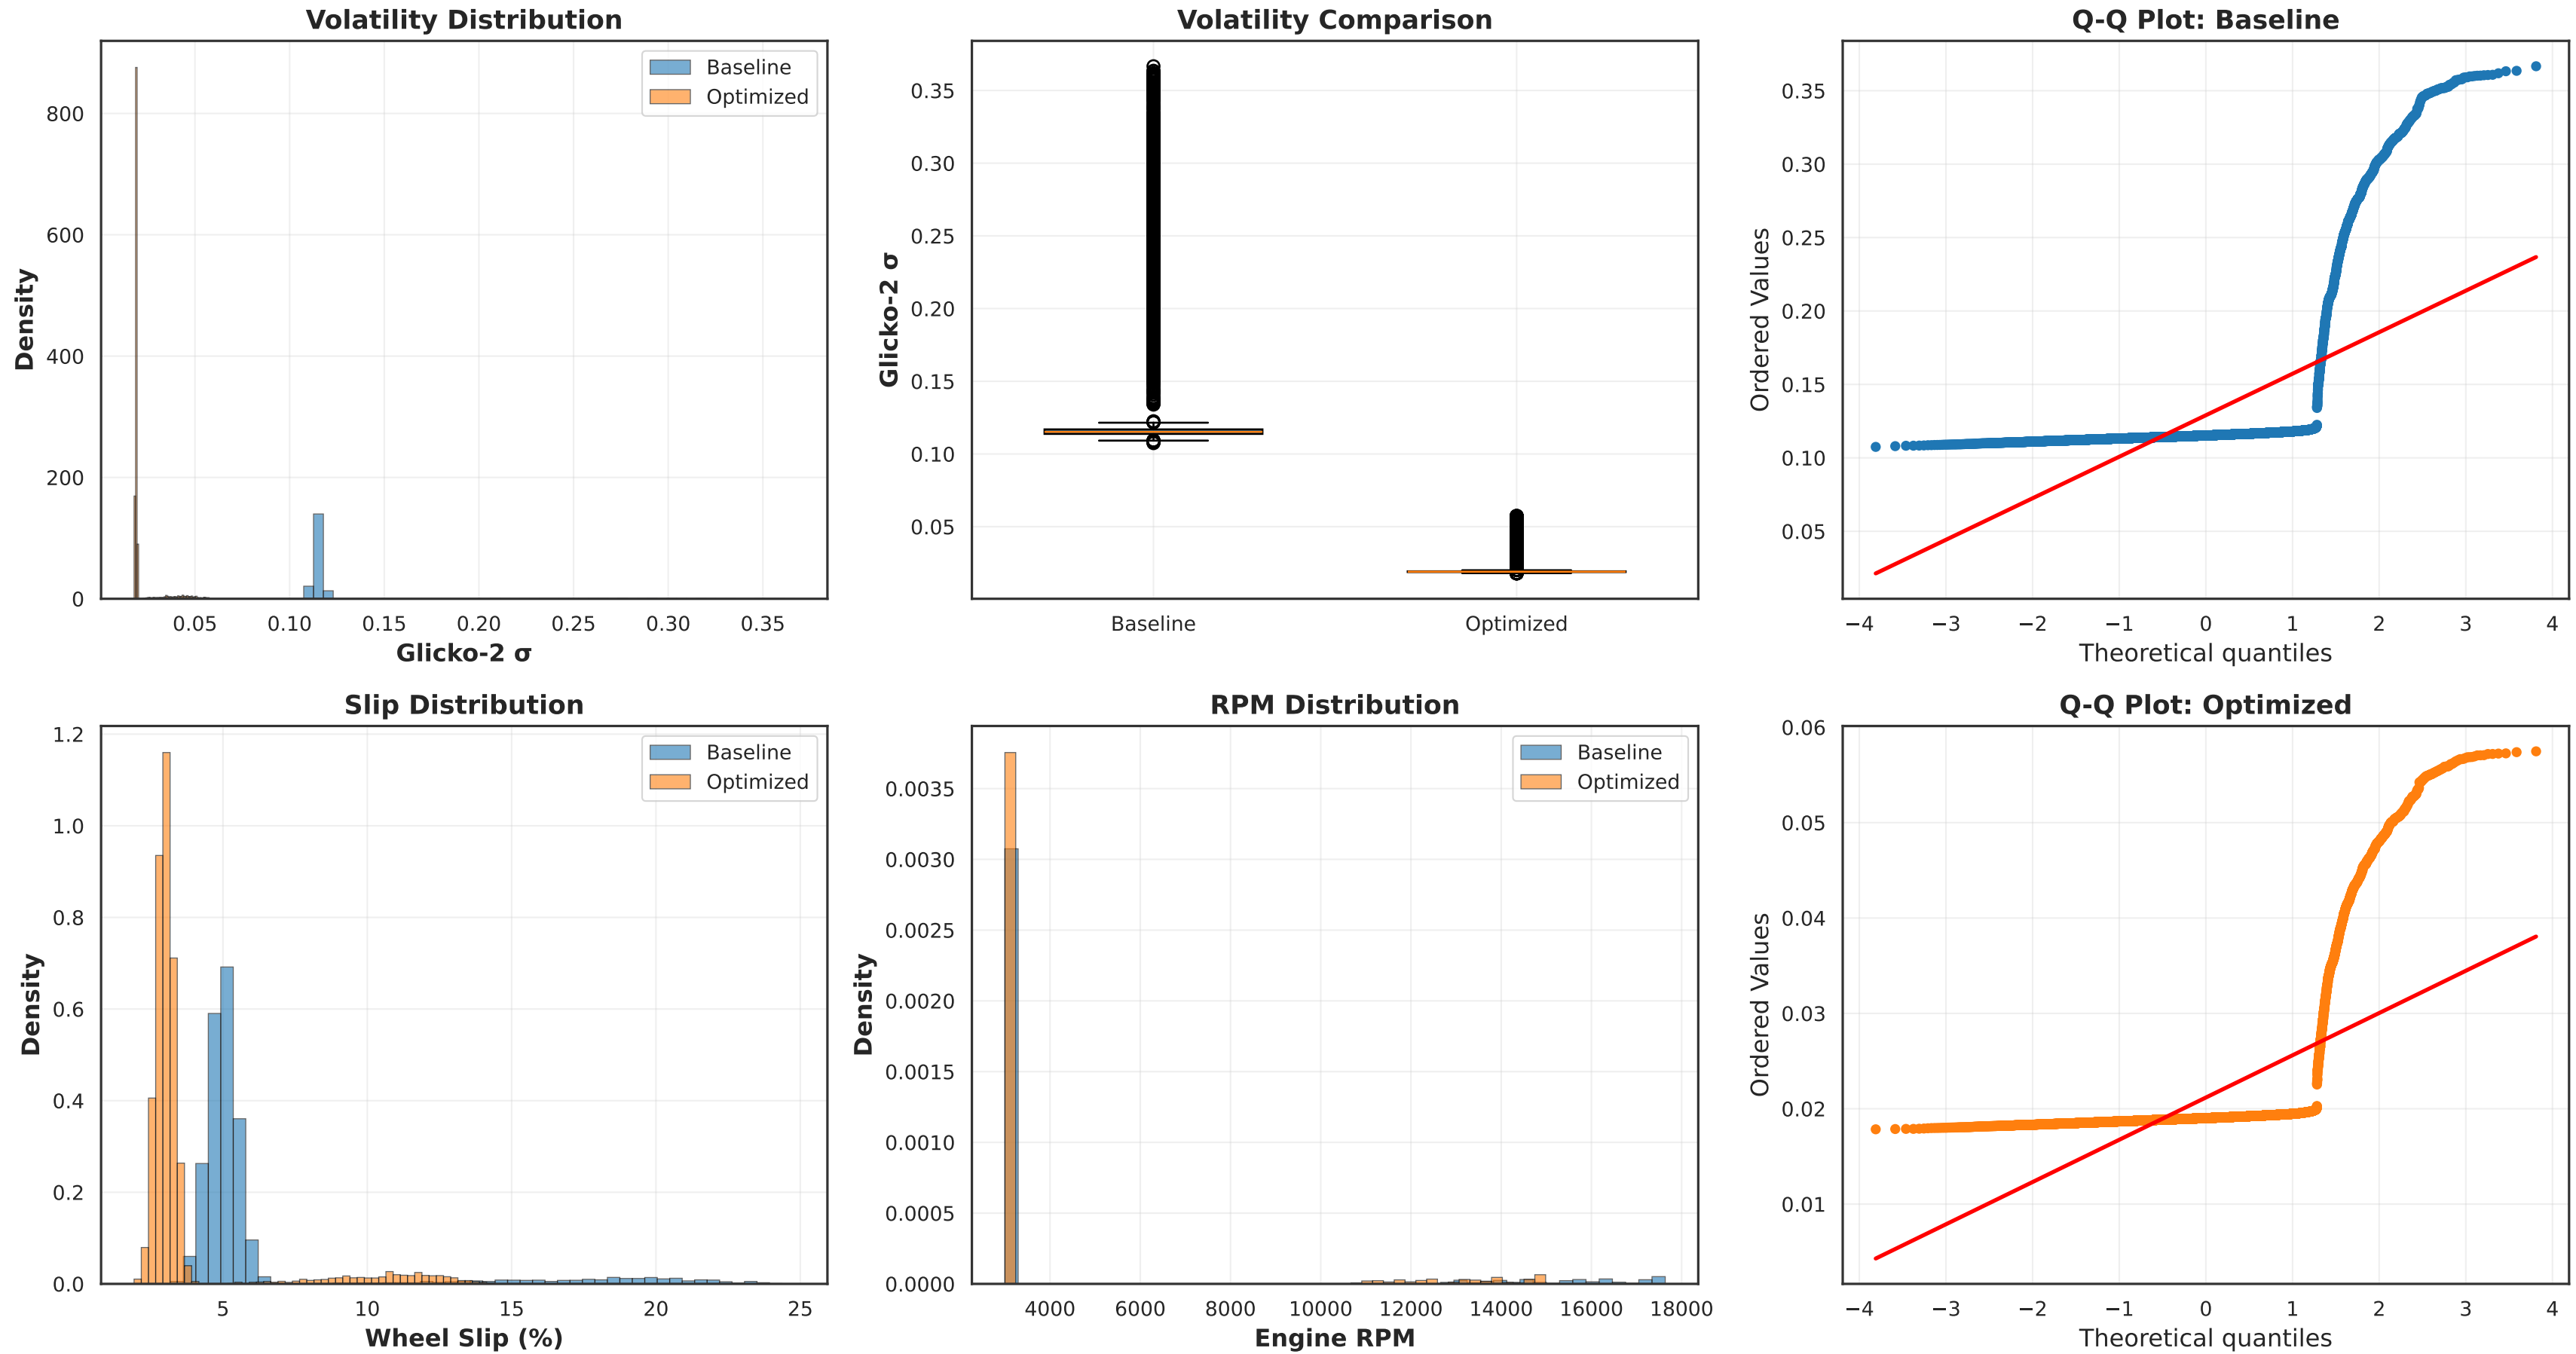 Volatility Distribution
Density
800
600
400
200
0
0.05 0.10 0.15 0.20 0.25 0.30 0.35
Glicko-2 σ
Baseline
Optimized
Volatility Comparison
Glicko-2 σ
0.35
0.30
0.25
0.20
0.15
0.10
0.05
Baseline Optimized
Q-Q Plot: Baseline
Ordered Values
0.35
0.30
0.25
0.20
0.15
0.10
0.05
−4 −3 −2 −1 0 1 2 3 4
Theoretical quantiles
Slip Distribution
Density
1.2
1.0
0.8
0.6
0.4
0.2
0.0
5 10 15 20 25
Wheel Slip (%)
Baseline
Optimized
RPM Distribution
Density
0.0035
0.0030
0.0025
0.0020
0.0015
0.0010
0.0005
0.0000
4000 6000 8000 10000 12000 14000 16000 18000
Engine RPM
Baseline
Optimized
Q-Q Plot: Optimized
Ordered Values
0.06
0.05
0.04
0.03
0.02
0.01
−4 −3 −2 −1 0 1 2 3 4
Theoretical quantiles